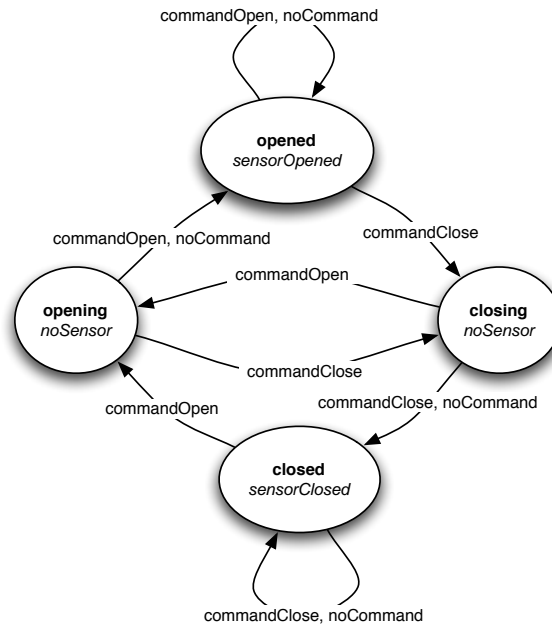 commandOpen, noCommand
opened
sensorOpened
commandOpen, noCommand
commandClose
commandOpen
opening
noSensor
closing
noSensor
commandClose
commandOpen
commandClose, noCommand
closed
sensorClosed
commandClose, noCommand